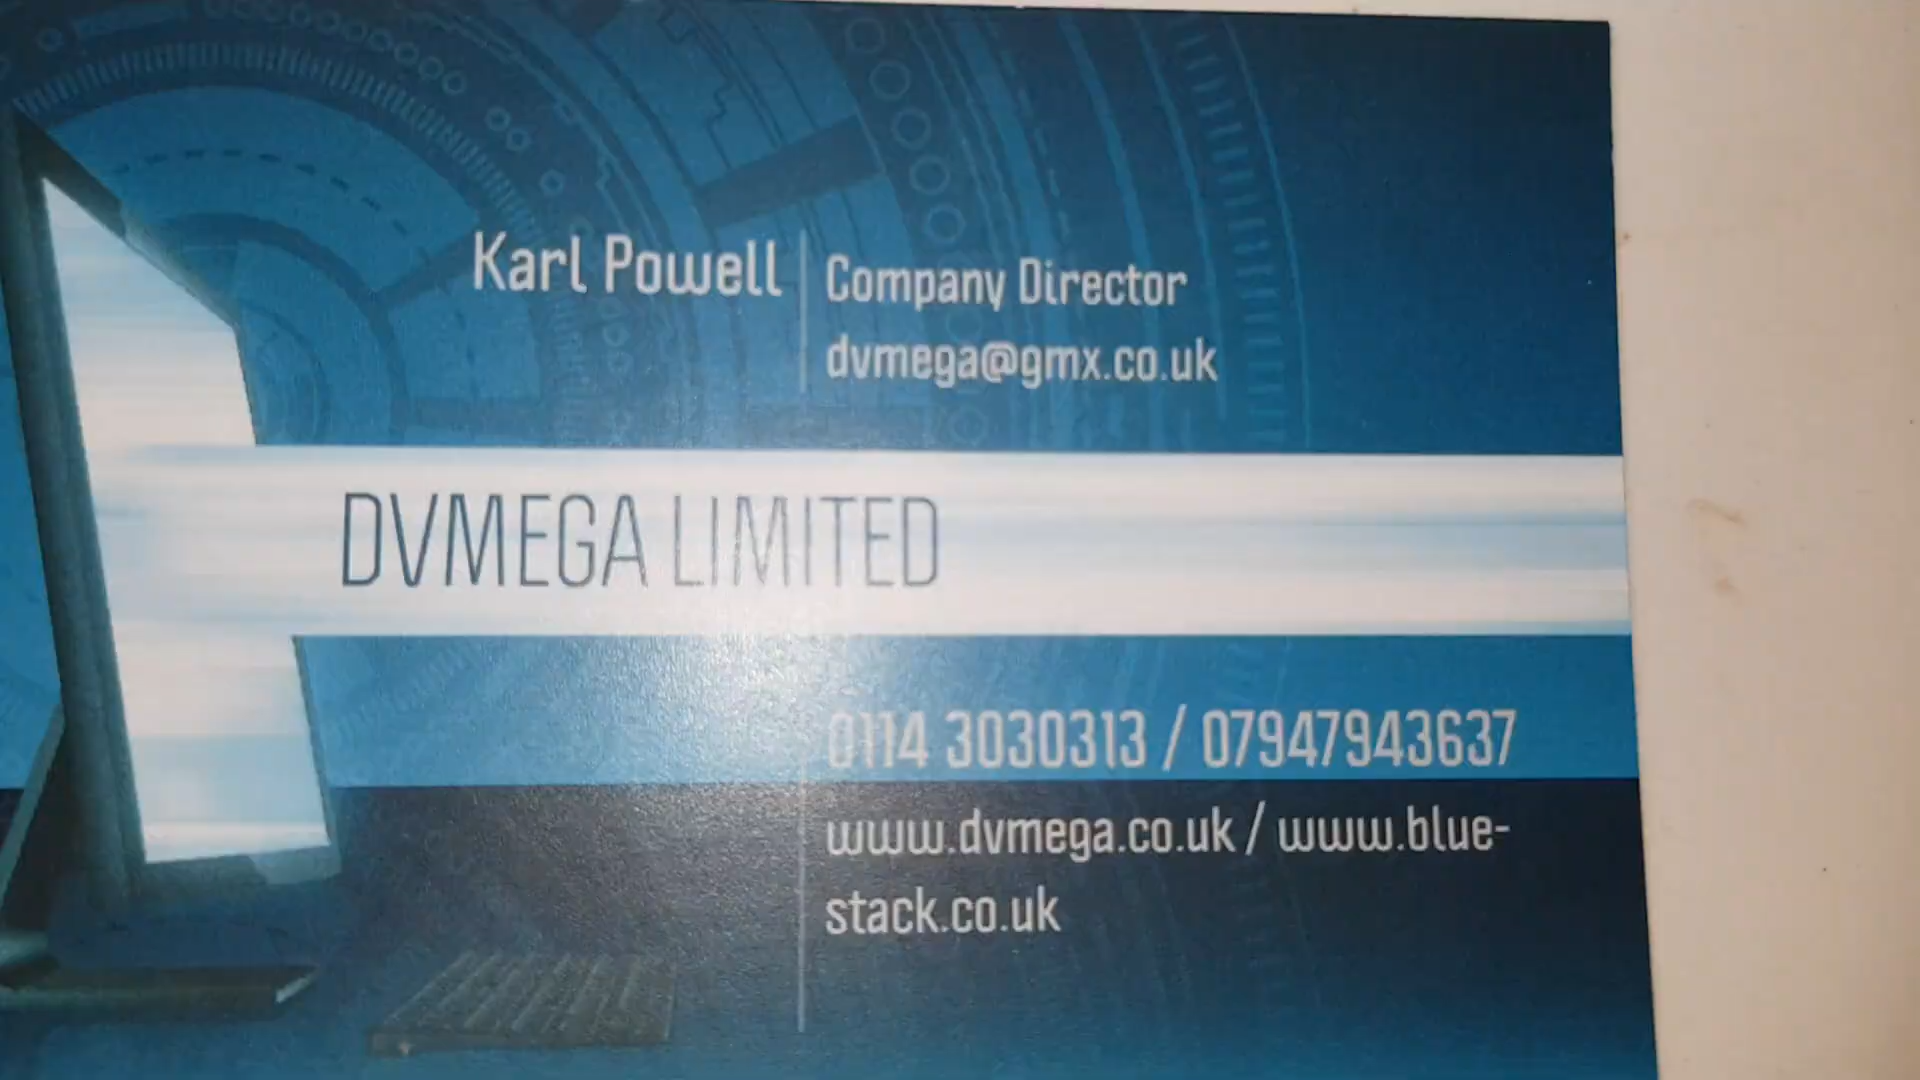 Karl Powell
Company Director
dvmega@gmx.co.uk
DVMEGA LIMITED
0114 3030313 / 07947943637
www.dvmega.co.uk / www.blue-
stack.co.uk